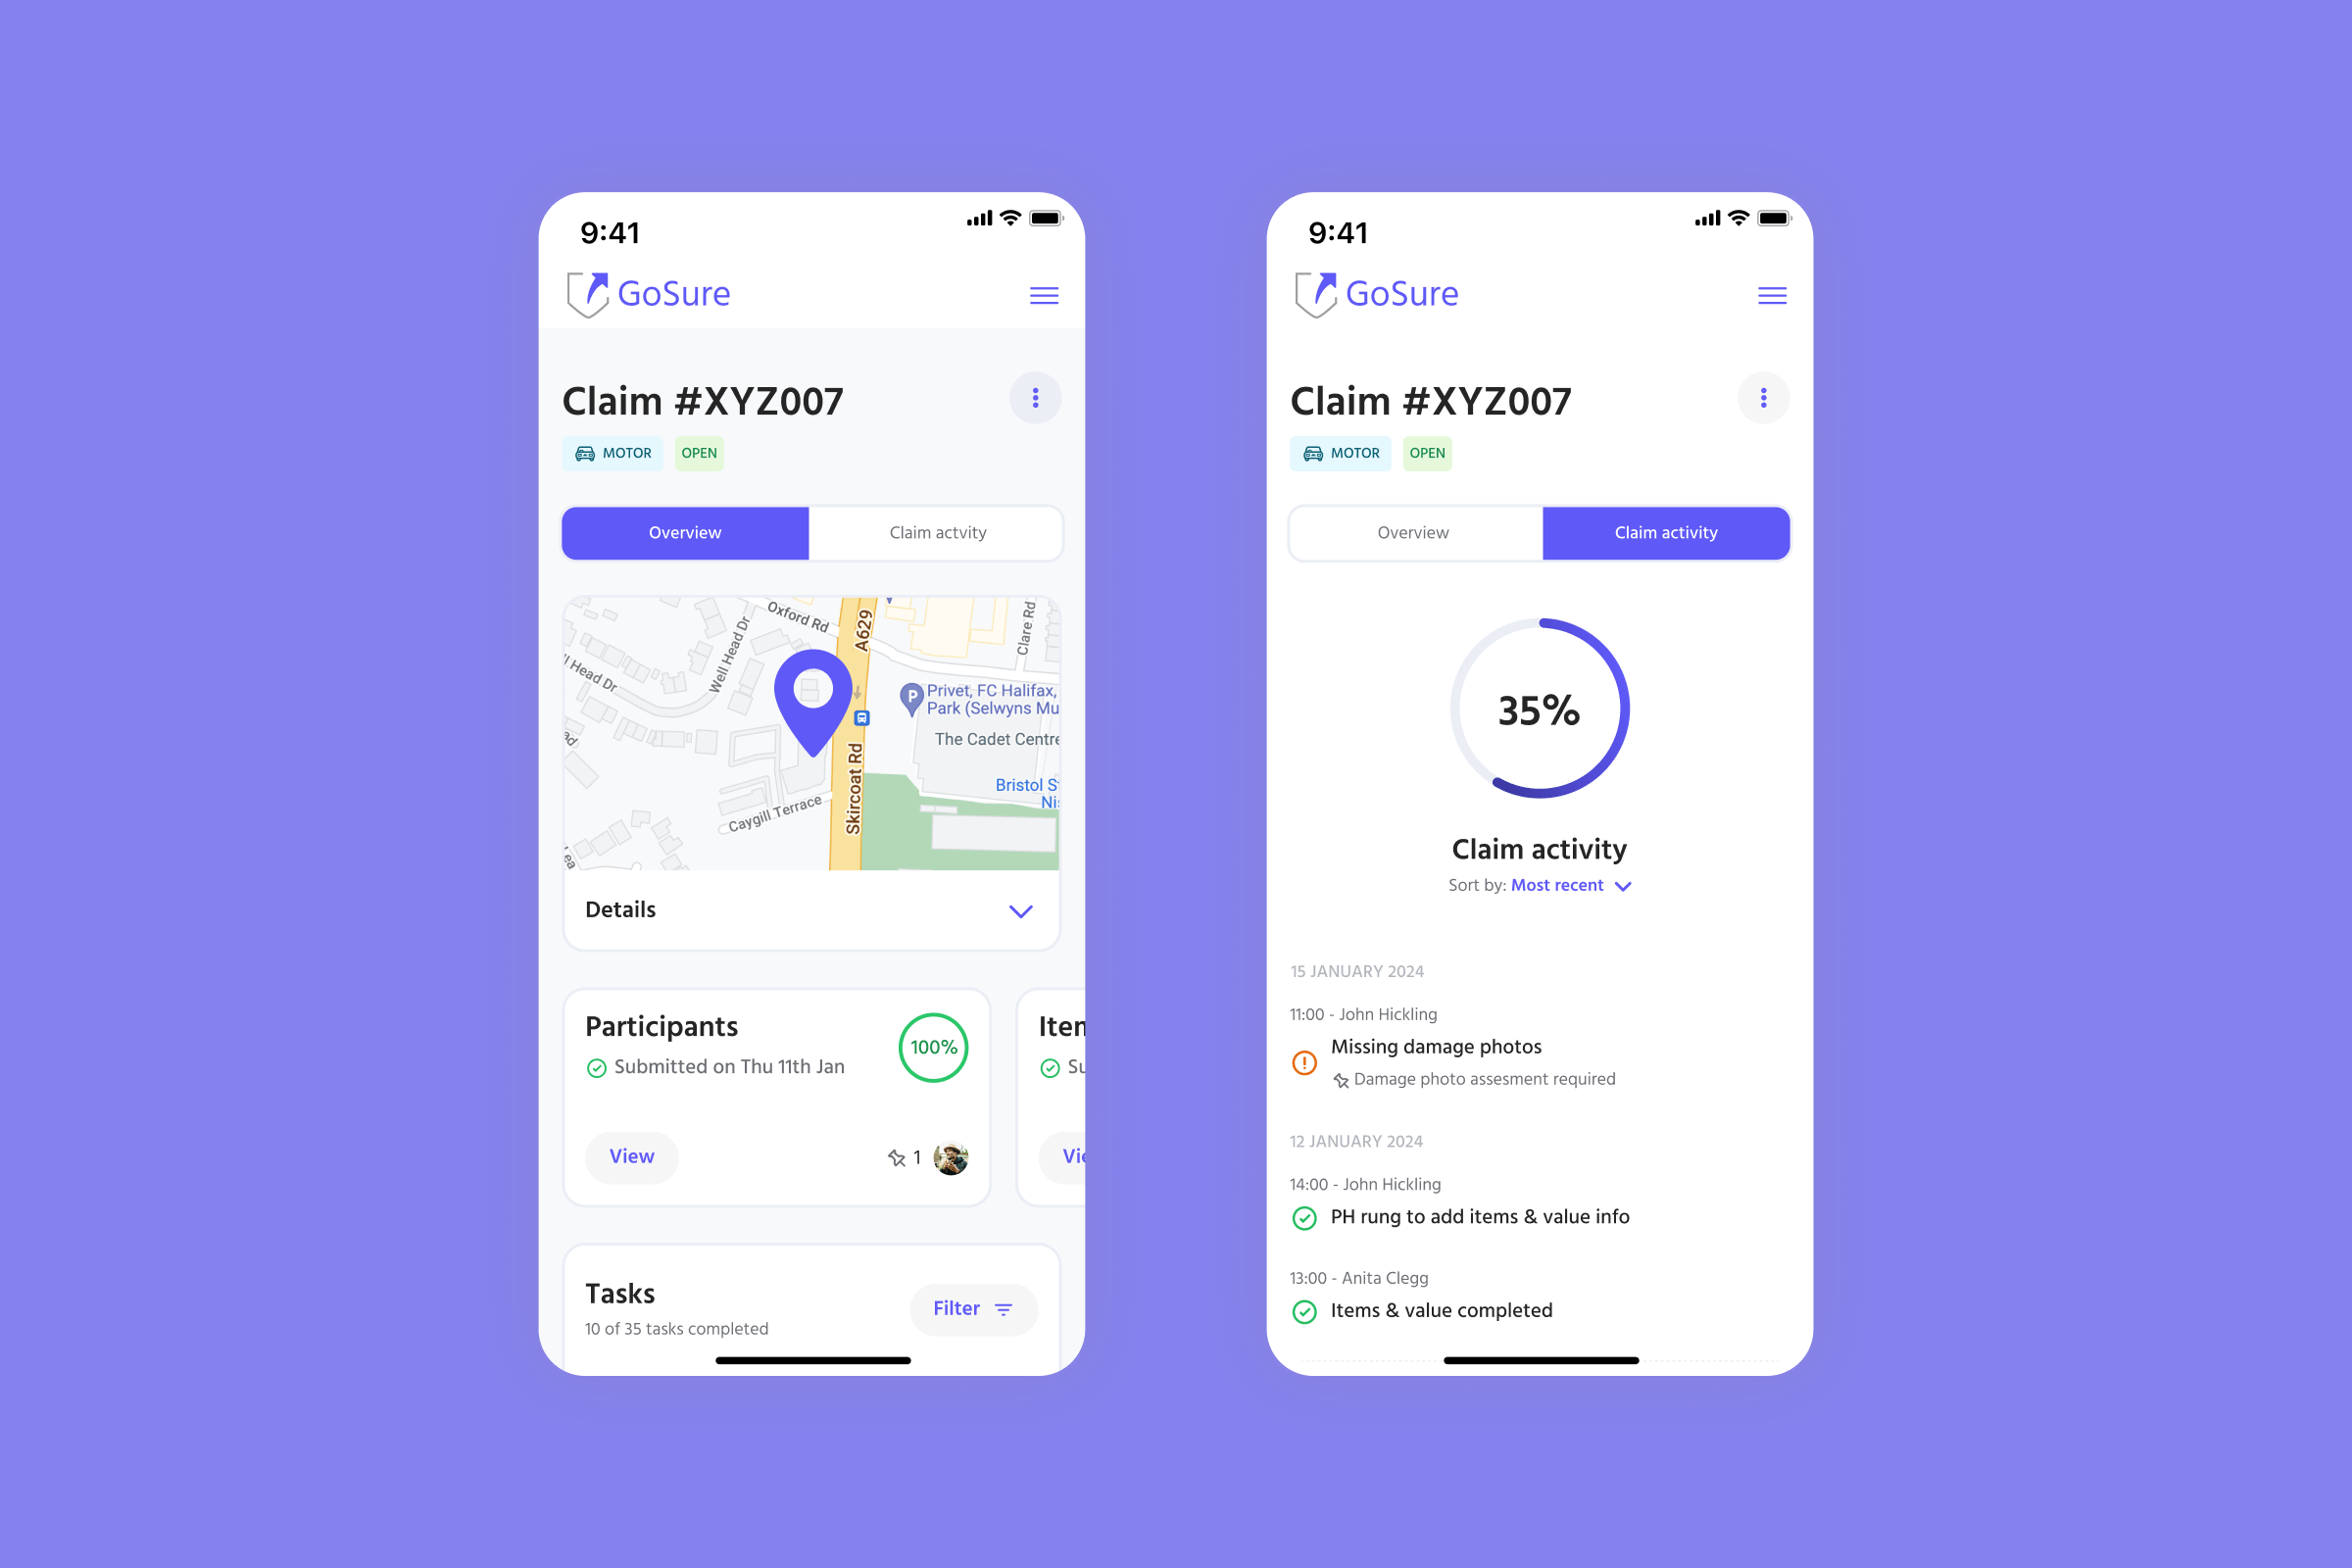 9:41
GoSure
Claim #XYZ007
MOTOR
OPEN
Overview
Claim actvity
Oxford Rd
A629
Clare Rd
Well Head Dr
ll Head Dr
P
Privet, FC Halifax,
Park (Selwyns Mu
The Cadet Centre
Bristol S
Nis
Skircoat Rd
Caygill Terrace
Lea
Details
Participants
100%
Submitted on Thu 11th Jan
View
1
Iten
Su
Vie
Tasks
10 of 35 tasks completed
Filter
9:41
GoSure
Claim #XYZ007
MOTOR
OPEN
Overview
Claim activity
35%
Claim activity
Sort by: Most recent
15 JANUARY 2024
11:00 - John Hickling
Missing damage photos
Damage photo assesment required
12 JANUARY 2024
14:00 - John Hickling
PH rung to add items & value info
13:00 - Anita Clegg
Items & value completed